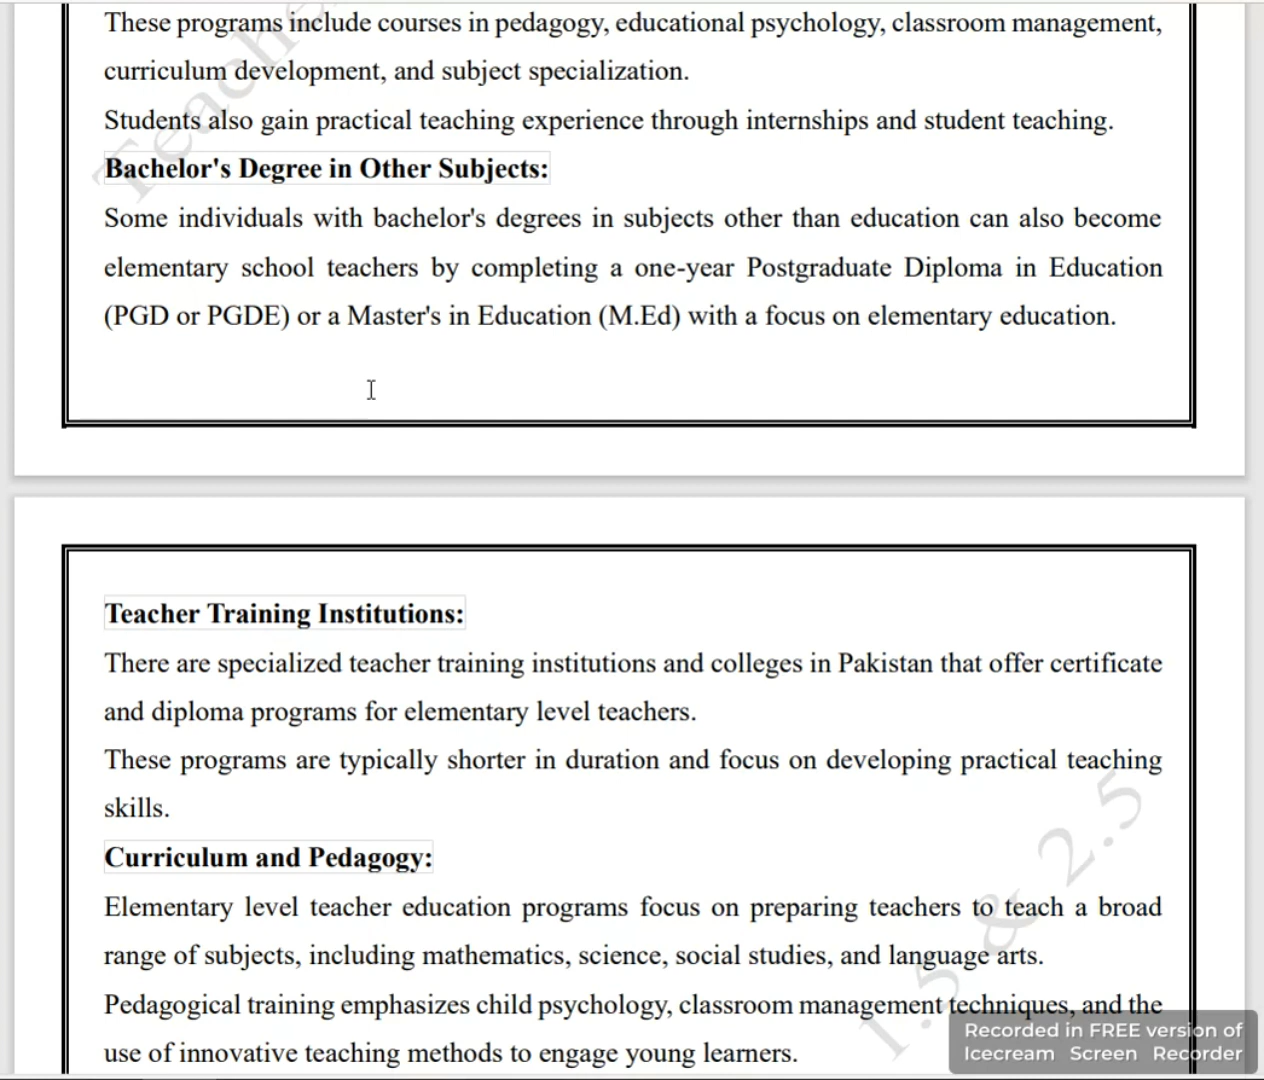 These programs include courses in pedagogy, educational psychology, classroom management,
curriculum development, and subject specialization.
Students also gain practical teaching experience through internships and student teaching.
Bachelor's Degree in Other Subjects:
Some individuals with bachelor's degrees in subjects other than education can also become
elementary school teachers by completing a one-year Postgraduate Diploma in Education
(PGD or PGDE) or a Master's in Education (M.Ed) with a focus on elementary education.
Teacher Training Institutions:
There are specialized teacher training institutions and colleges in Pakistan that offer certificate
and diploma programs for elementary level teachers.
These programs are typically shorter in duration and focus on developing practical teaching
skills.
Curriculum and Pedagogy:
Elementary level teacher education programs focus on preparing teachers to teach a broad
range of subjects, including mathematics, science, social studies, and language arts.
Pedagogical training emphasizes child psychology, classroom management techniques, and the
use of innovative teaching methods to engage young learners.
1.5 & 2.5
Recorded in FREE version of
Icecream Screen Recorder